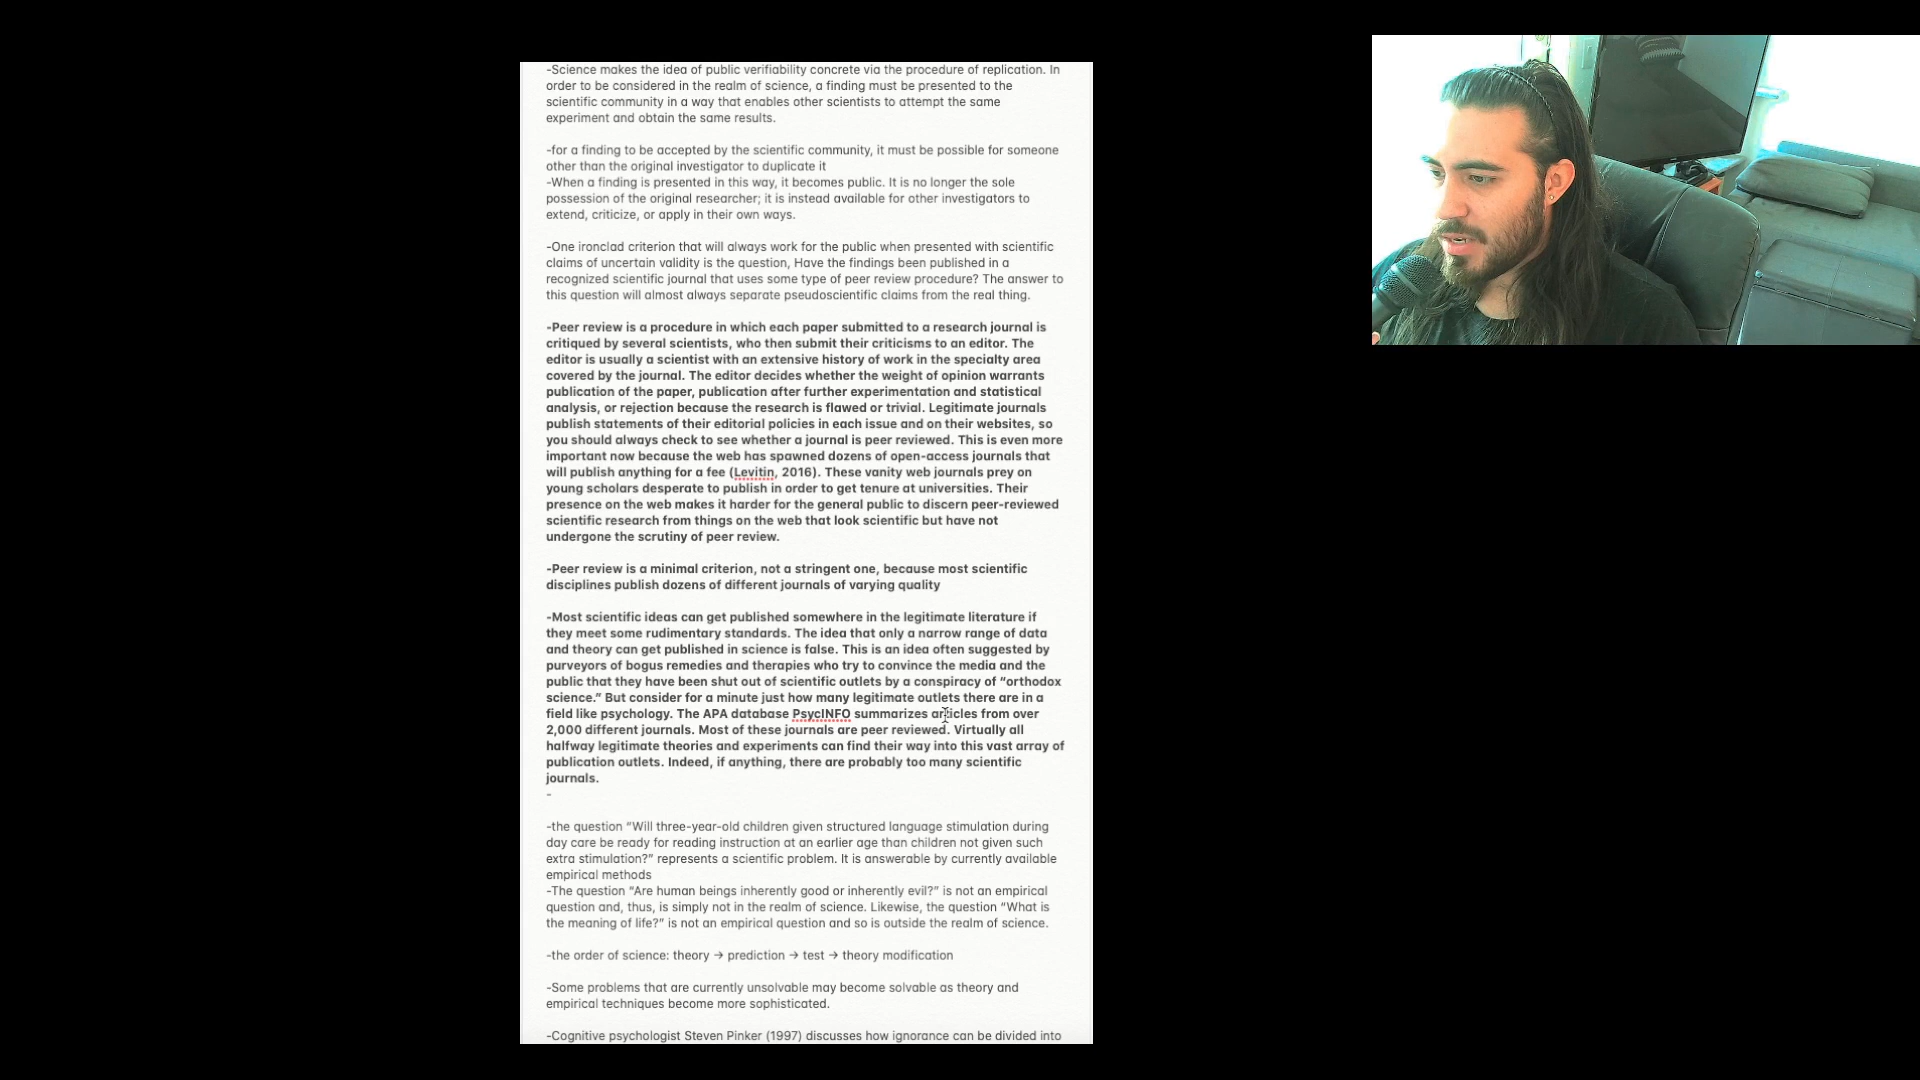 -Science makes the idea of public verifiability concrete via the procedure of replication. In
order to be considered in the realm of science, a finding must be presented to the
scientific community in a way that enables other scientists to attempt the same
experiment and obtain the same results.
-for a finding to be accepted by the scientific community, it must be possible for someone
other than the original investigator to duplicate it
-When a finding is presented in this way, it becomes public. It is no longer the sole
possession of the original researcher; it is instead available for other investigators to
extend, criticize, or apply in their own ways.
-One ironclad criterion that will always work for the public when presented with scientific
claims of uncertain validity is the question, Have the findings been published in a
recognized scientific journal that uses some type of peer review procedure? The answer to
this question will almost always separate pseudoscientific claims from the real thing.
-Peer review is a procedure in which each paper submitted to a research journal is
critiqued by several scientists, who then submit their criticisms to an editor. The
editor is usually a scientist with an extensive history of work in the specialty area
covered by the journal. The editor decides whether the weight of opinion warrants
publication of the paper, publication after further experimentation and statistical
analysis, or rejection because the research is flawed or trivial. Legitimate journals
publish statements of their editorial policies in each issue and on their websites, so
you should always check to see whether a journal is peer reviewed. This is even more
important now because the web has spawned dozens of open-access journals that
will publish anything for a fee (Levitin, 2016). These vanity web journals prey on
young scholars desperate to publish in order to get tenure at universities. Their
presence on the web makes it harder for the general public to discern peer-reviewed
scientific research from things on the web that look scientific but have not
undergone the scrutiny of peer review.
-Peer review is a minimal criterion, not a stringent one, because most scientific
disciplines publish dozens of different journals of varying quality
-Most scientific ideas can get published somewhere in the legitimate literature if
they meet some rudimentary standards. The idea that only a narrow range of data
and theory can get published in science is false. This is an idea often suggested by
purveyors of bogus remedies and therapies who try to convince the media and the
public that they have been shut out of scientific outlets by a conspiracy of “orthodox
science.” But consider for a minute just how many legitimate outlets there are in a
field like psychology. The APA database PsycINFO summarizes articles from over
2,000 different journals. Most of these journals are peer reviewed. Virtually all
halfway legitimate theories and experiments can find their way into this vast array of
publication outlets. Indeed, if anything, there are probably too many scientific
journals.
-
-the question “Will three-year-old children given structured language stimulation during
day care be ready for reading instruction at an earlier age than children not given such
extra stimulation?” represents a scientific problem. It is answerable by currently available
empirical methods
-The question “Are human beings inherently good or inherently evil?” is not an empirical
question and, thus, is simply not in the realm of science. Likewise, the question “What is
the meaning of life?” is not an empirical question and so is outside the realm of science.
-the order of science: theory → prediction → test → theory modification
-Some problems that are currently unsolvable may become solvable as theory and
empirical techniques become more sophisticated.
-Cognitive psychologist Steven Pinker (1997) discusses how ignorance can be divided into